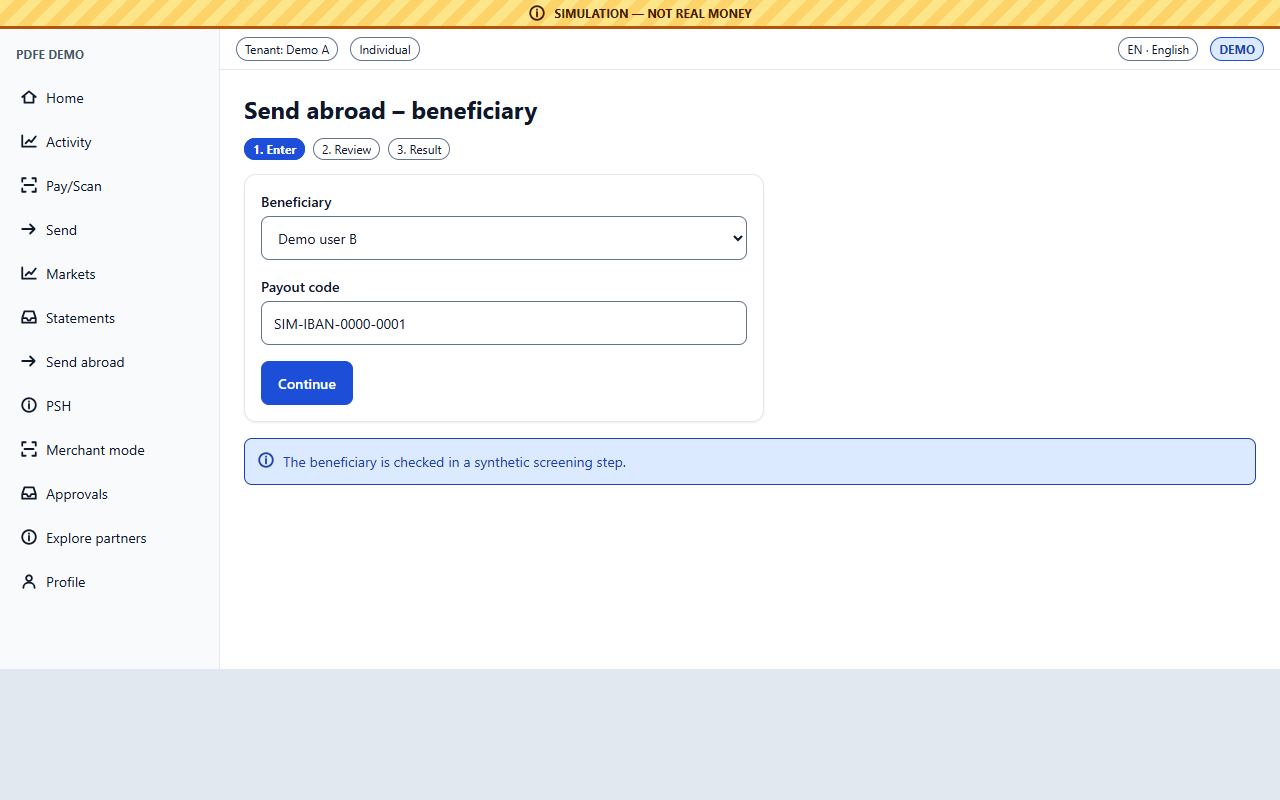 SIMULATION — NOT REAL MONEY
PDFE DEMO
Tenant: Demo A
Individual
EN · English
DEMO
Home
Activity
Pay/Scan
Send
Markets
Statements
Send abroad
PSH
Merchant mode
Approvals
Explore partners
Profile
Send abroad – beneficiary
1. Enter
2. Review
3. Result
Beneficiary
Demo user B
Payout code
SIM-IBAN-0000-0001
Continue
The beneficiary is checked in a synthetic screening step.